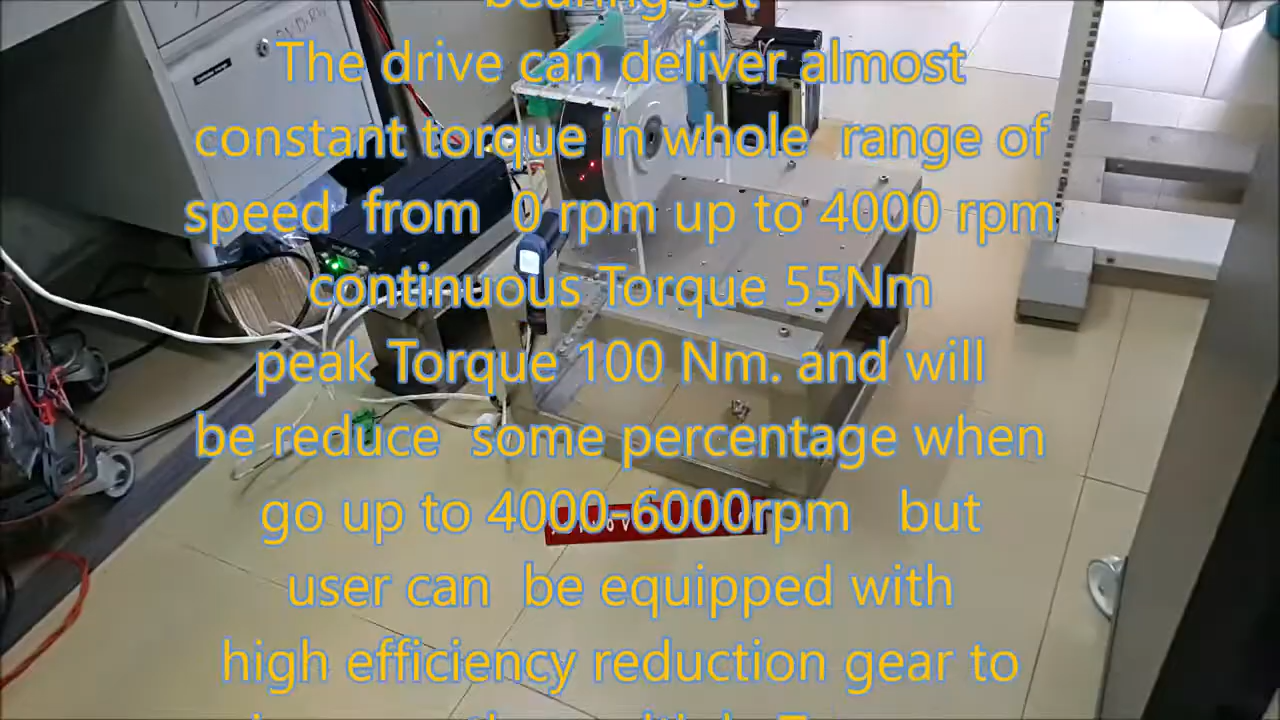 bearing set
The drive can deliver almost
constant torque in whole  range of
speed  from  0 rpm up to 4000 rpm
continuous Torque 55Nm
peak Torque 100 Nm. and will
be reduce  some percentage when
go up to 4000-6000rpm   but
user can  be equipped with
high efficiency reduction gear to